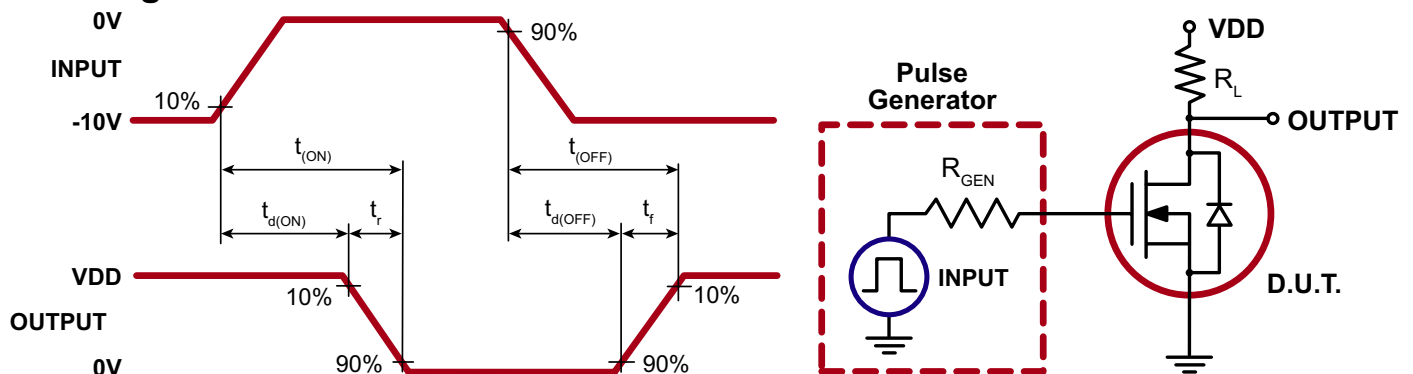 0V
INPUT
-10V
10%
90%
t(ON)
t(OFF)
td(ON)
tr
td(OFF)
tf
VDD
OUTPUT
0V
10%
90%
90%
10%
Pulse
Generator
RGEN
INPUT
VDD
RL
OUTPUT
D.U.T.